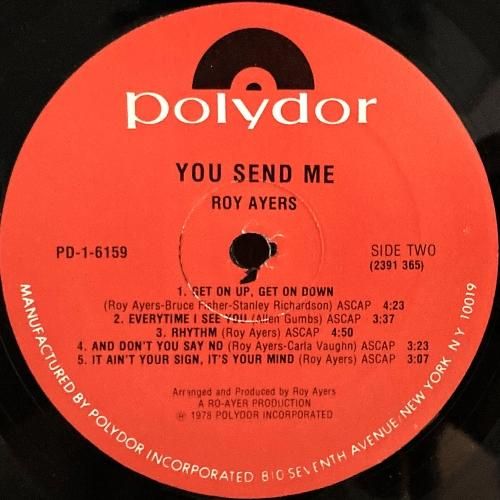 polydor
YOU SEND ME
ROY AYERS
PD-1-6159
SIDE TWO
(2391 365)
1. GET ON UP, GET ON DOWN
(Roy Ayers-Bruce Fisher-Stanley Richardson) ASCAP 4:23
2. EVERYTIME I SEE YOU (Allen Gumbs) ASCAP 3:37
3. RHYTHM (Roy Ayers) ASCAP 4:50
4. AND DON'T YOU SAY NO (Roy Ayers-Carla Vaughn) ASCAP 3:23
5. IT AIN'T YOUR SIGN, IT'S YOUR MIND (Roy Ayers) ASCAP 3:07
Arranged and Produced by Roy Ayers
A RO-AYER PRODUCTION
℗ 1978 POLYDOR INCORPORATED
MANUFACTURED BY POLYDOR INCORPORATED 810 SEVENTH AVENUE NEW YORK, N Y 10019